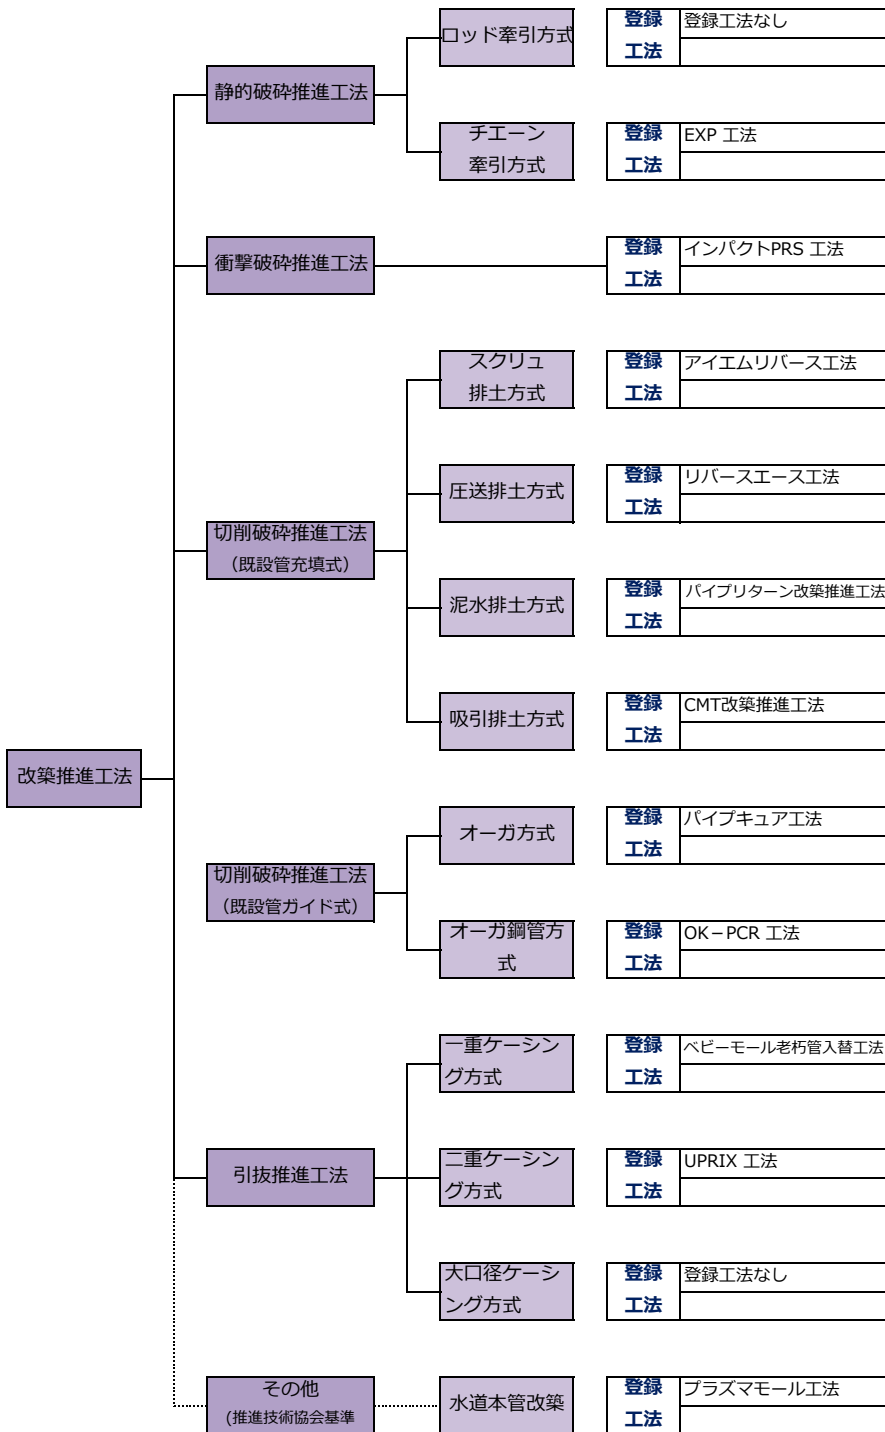 ロッド牽引方式
登録
工法
登録工法なし
静的破砕推進工法
チエーン
牽引方式
登録
工法
EXP 工法
衝撃破砕推進工法
登録
工法
インパクトPRS 工法
スクリュ
排土方式
登録
工法
アイエムリバース工法
圧送排土方式
登録
工法
リバースエース工法
切削破砕推進工法
（既設管充填式）
泥水排土方式
登録
工法
パイプリターン改築推進工法
吸引排土方式
登録
工法
CMT改築推進工法
改築推進工法
オーガ方式
登録
工法
パイプキュア工法
切削破砕推進工法
（既設管ガイド式）
オーガ鋼管方
式
登録
工法
OK－PCR 工法
一重ケーシン
グ方式
登録
工法
ベビーモール老朽管入替工法
引抜推進工法
二重ケーシン
グ方式
登録
工法
UPRIX 工法
大口径ケーシ
ング方式
登録
工法
登録工法なし
その他
(推進技術協会基準
水道本管改築
登録
工法
プラズマモール工法